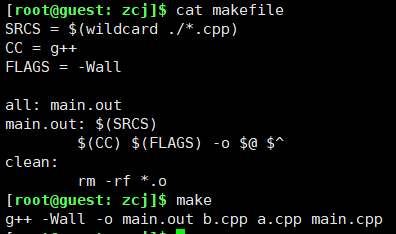 [root@guest: zcj]$ cat makefile
SRCS = $(wildcard ./*.cpp)
CC = g++
FLAGS = -Wall

all: main.out
main.out: $(SRCS)
        $(CC) $(FLAGS) -o $@ $^
clean:
        rm -rf *.o
[root@guest: zcj]$ make
g++ -Wall -o main.out b.cpp a.cpp main.cpp